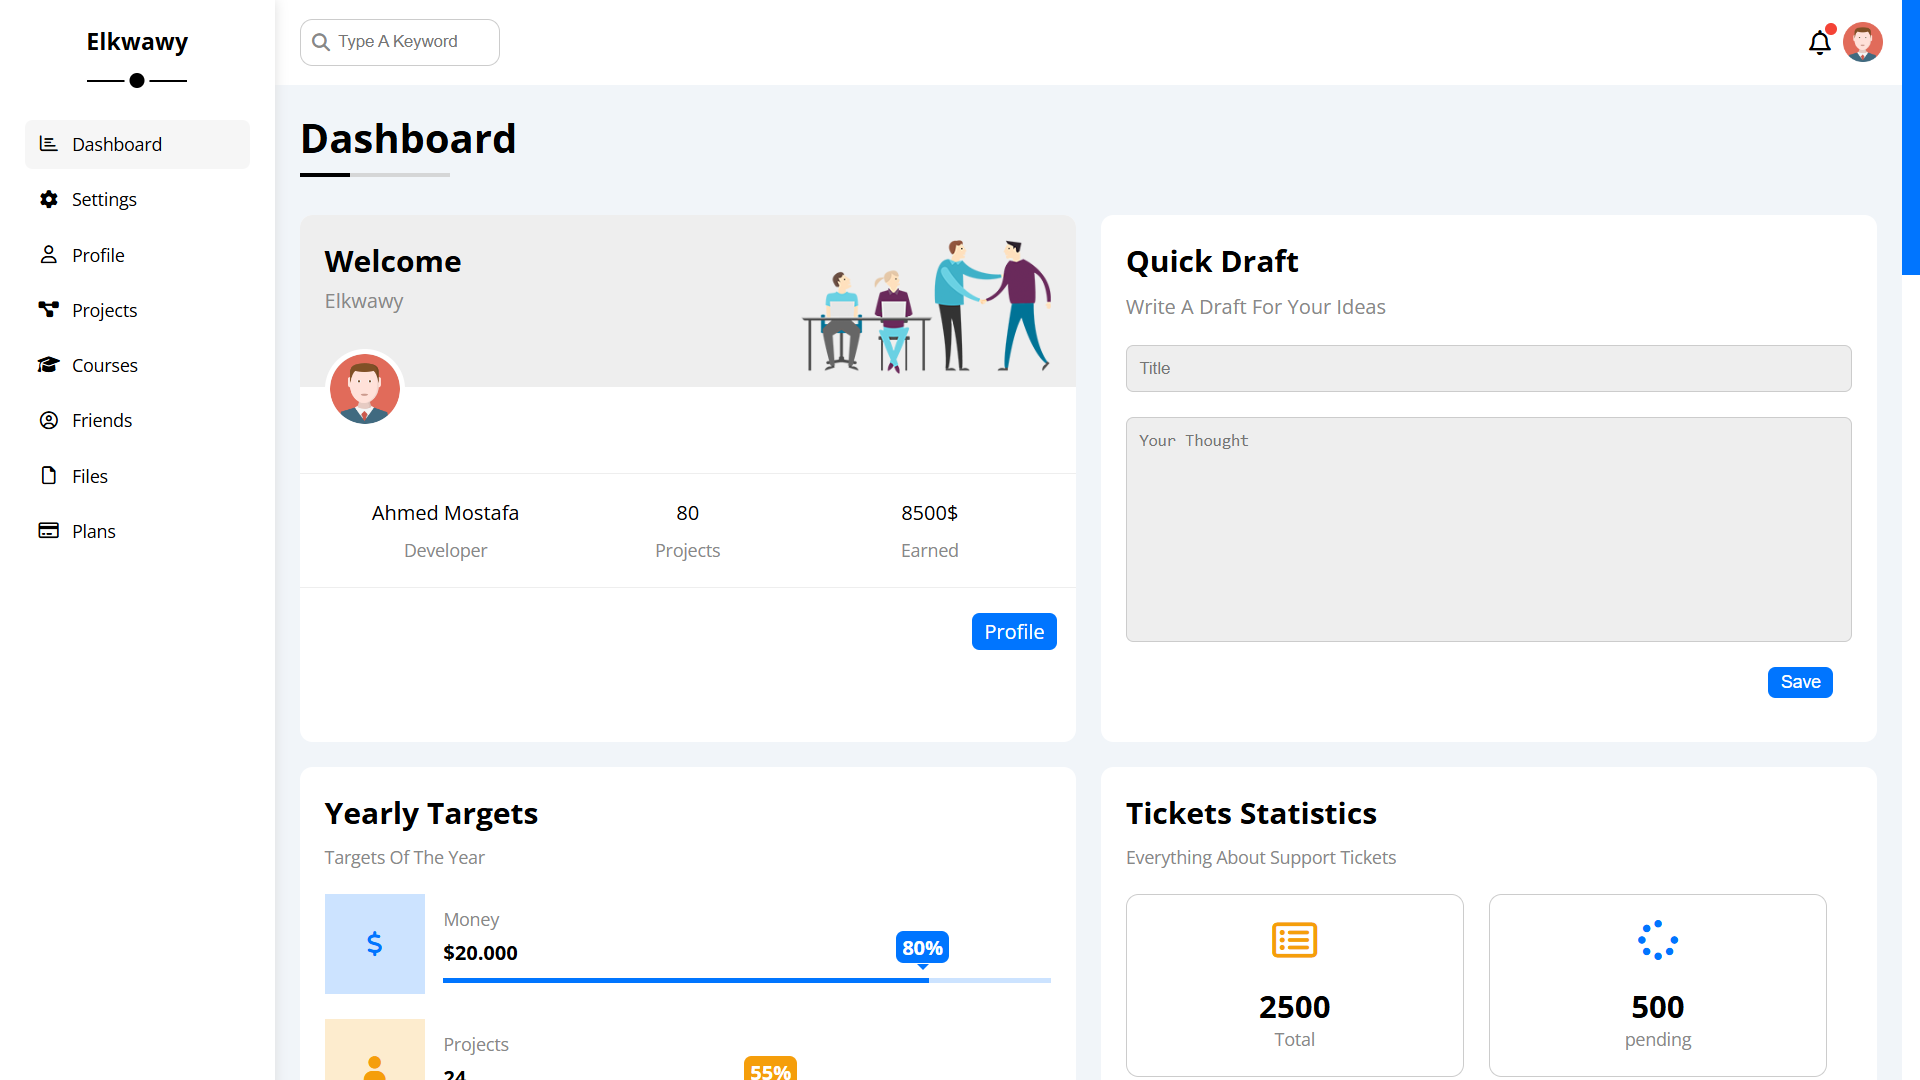 Elkwawy
Dashboard
Settings
Profile
Projects
Courses
Friends
Files
Plans
Type A Keyword
Dashboard
Welcome
Elkwawy
Ahmed Mostafa
Developer
80
Projects
8500$
Earned
Profile
Quick Draft
Write A Draft For Your Ideas
Title
Your Thought
Save
Yearly Targets
Targets Of The Year
Money
$20.000
80%
Projects
24
55%
Tickets Statistics
Everything About Support Tickets
2500
Total
500
pending